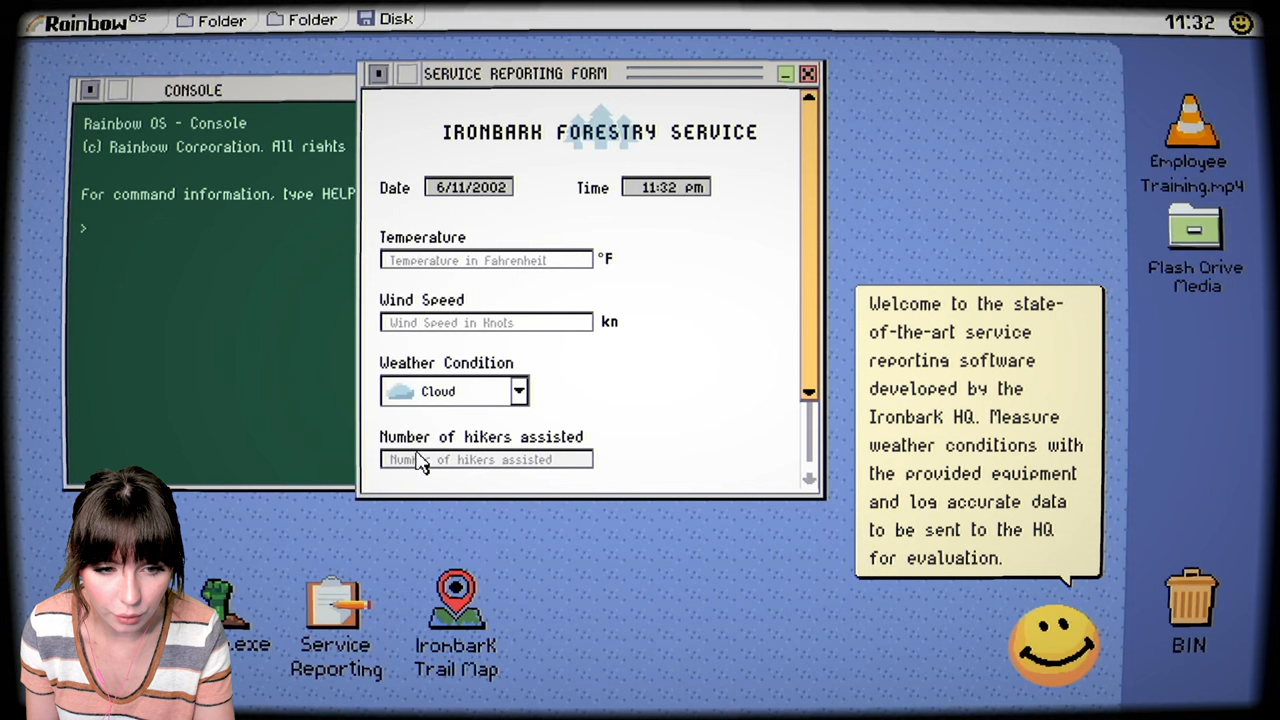 RainbowOS
Folder
Folder
Disk
11:32
CONSOLE
Rainbow OS - Console
(c) Rainbow Corporation. All rights
For command information, type HELP
>
SERVICE REPORTING FORM
IRONBARK FORESTRY SERVICE
Date 6/11/2002 Time 11:32 pm
Temperature
Temperature in Fahrenheit °F
Wind Speed
Wind Speed in Knots kn
Weather Condition
Cloud
Number of hikers assisted
of hikers assisted
Employee
Training.mp4
Flash Drive
Media
Welcome to the state-
of-the-art service
reporting software
developed by the
Ironbark HQ. Measure
weather conditions with
the provided equipment
and log accurate data
to be sent to the HQ
for evaluation.
.exe
Service
Reporting
Ironbark
Trail Map
BIN